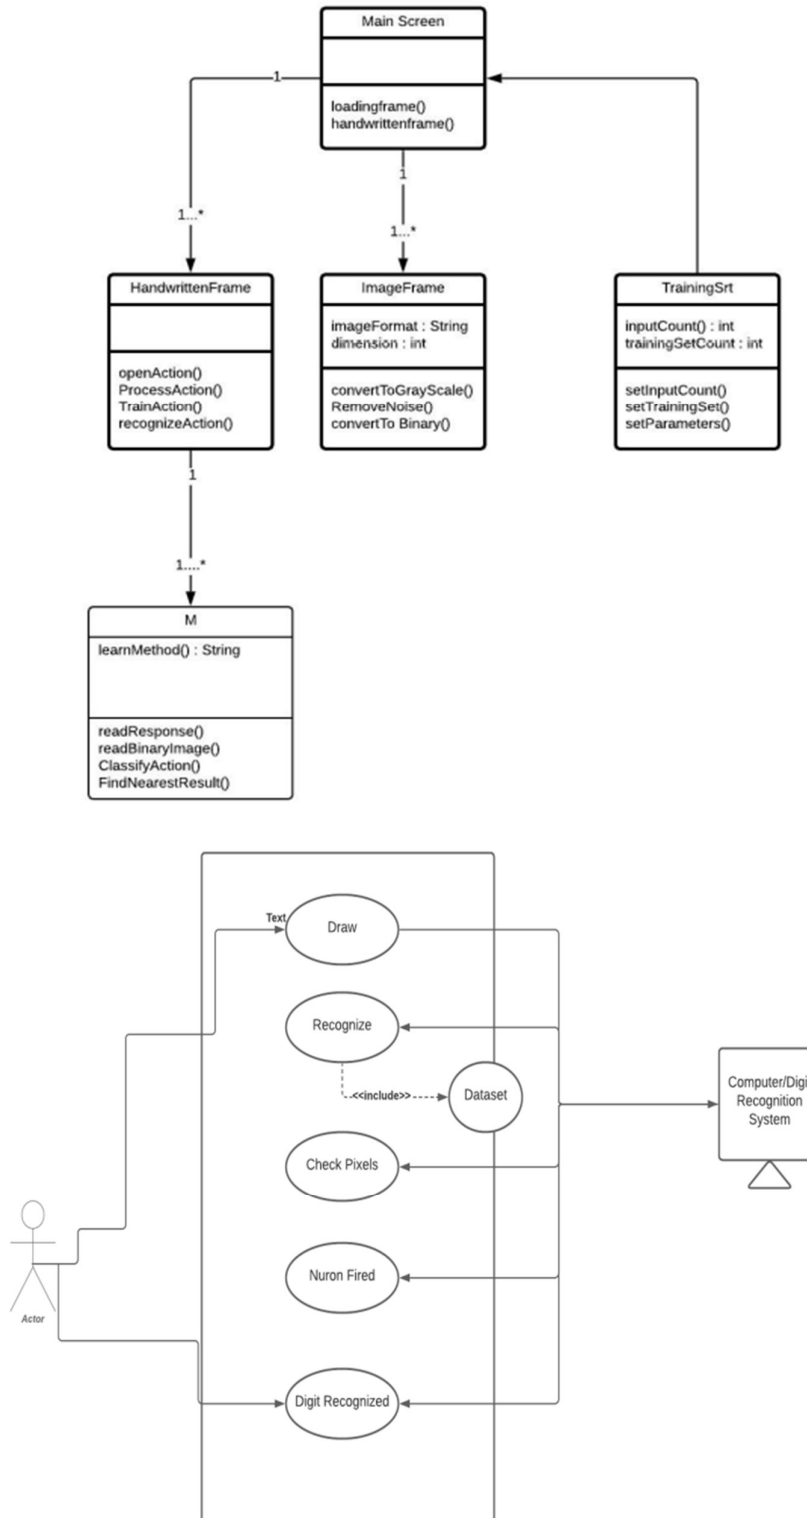 Main Screen
loadingframe()
handwrittenframe()
1
1
1...*
1...*
HandwrittenFrame
openAction()
ProcessAction()
TrainAction()
recognizeAction()
ImageFrame
imageFormat : String
dimension : int
convertToGrayScale()
RemoveNoise()
convertTo Binary()
TrainingSrt
inputCount() : int
trainingSetCount : int
setInputCount()
setTrainingSet()
setParameters()
1
1....*
M
learnMethod() : String
readResponse()
readBinaryImage()
ClassifyAction()
FindNearestResult()
Text
Draw
Recognize
<<include>>
Dataset
Computer/Digi
Recognition
System
Check Pixels
Nuron Fired
Actor
Digit Recognized